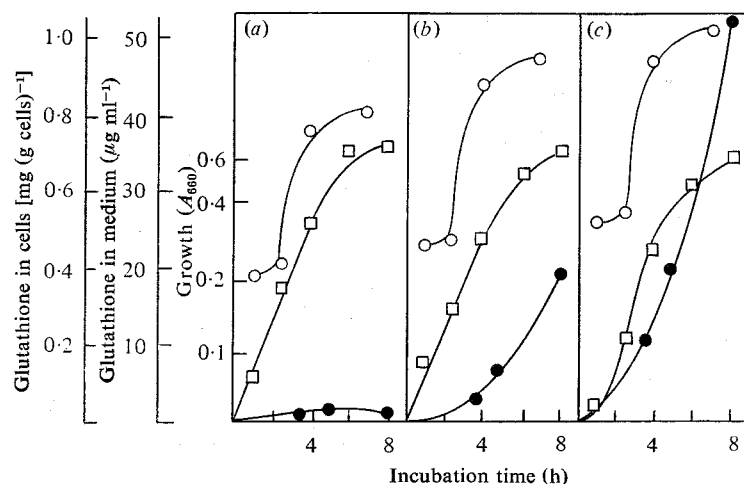 (a)
(b)
(c)
Glutathione in cells [mg (g cells)⁻¹]
1·0
0·8
0·6
0·4
0·2
Glutathione in medium (μg ml⁻¹)
50
40
30
20
10
Growth (A₆₆₀)
0·6
0·4
0·2
0·1
4 8 4 8 4 8
Incubation time (h)